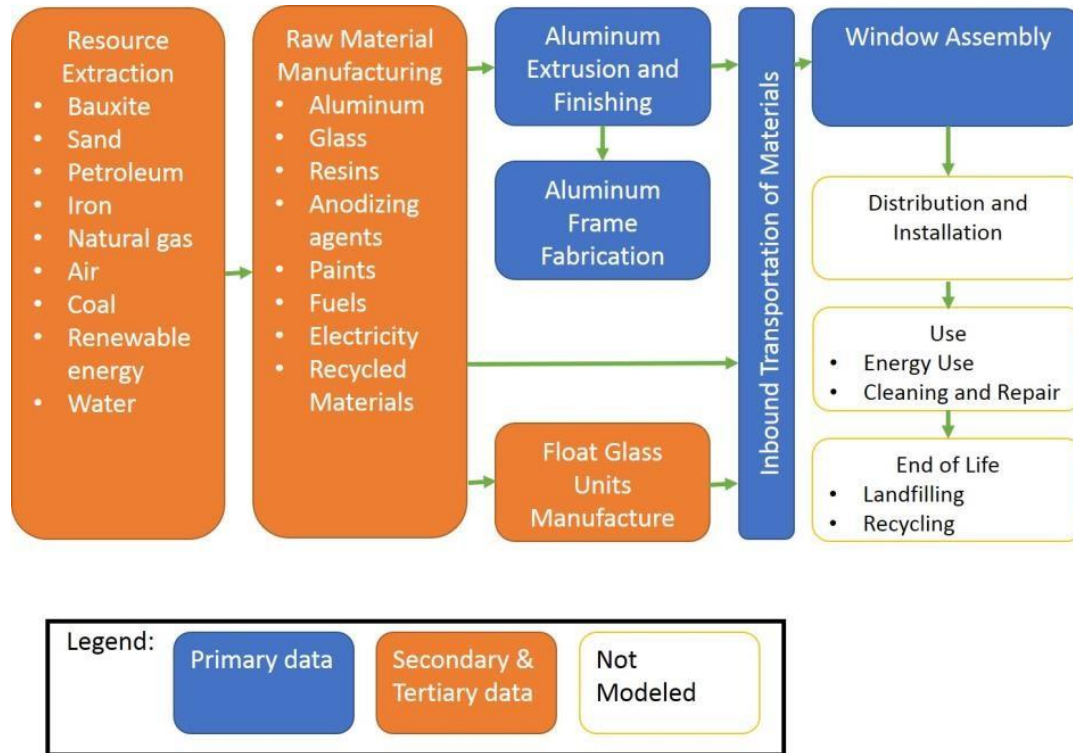 Resource
Extraction
• Bauxite
• Sand
• Petroleum
• Iron
• Natural gas
• Air
• Coal
• Renewable
energy
• Water
Raw Material
Manufacturing
• Aluminum
• Glass
• Resins
• Anodizing
agents
• Paints
• Fuels
• Electricity
• Recycled
Materials
Aluminum
Extrusion and
Finishing
Aluminum
Frame
Fabrication
Float Glass
Units
Manufacture
Inbound Transportation of Materials
Window Assembly
Distribution and
Installation
Use
• Energy Use
• Cleaning and Repair
End of Life
• Landfilling
• Recycling
Legend:
Primary data
Secondary &
Tertiary data
Not
Modeled